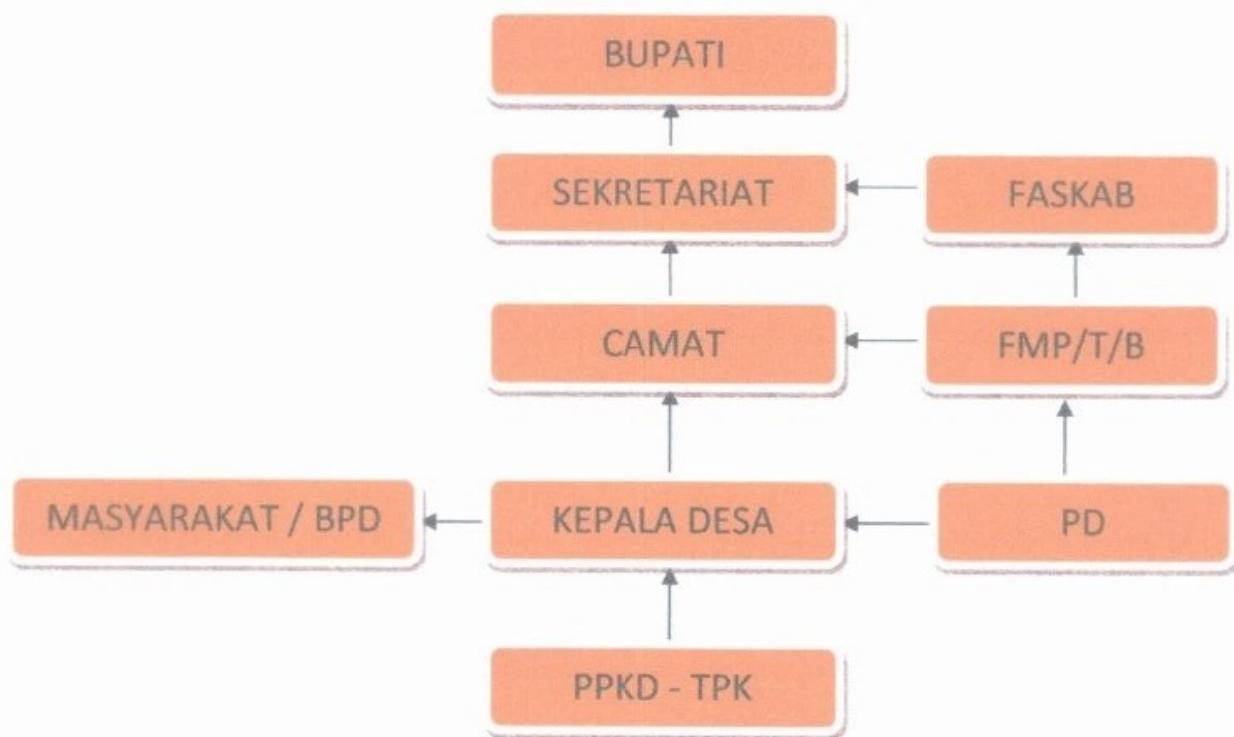 BUPATI
SEKRETARIAT
FASKAB
CAMAT
FMP/T/B
MASYARAKAT / BPD
KEPALA DESA
PD
PPKD - TPK